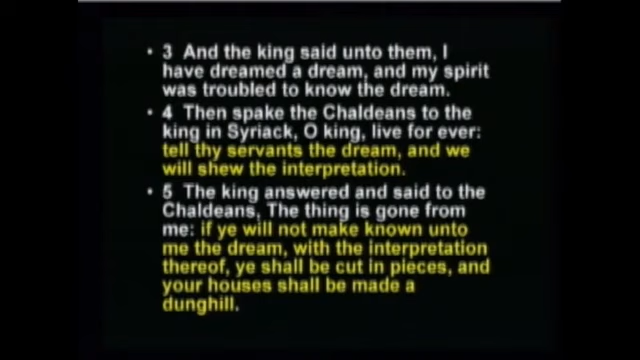 • 3 And the king said unto them, I
have dreamed a dream, and my spirit
was troubled to know the dream.
• 4 Then spake the Chaldeans to the
king in Syriack, O king, live for ever:
tell thy servants the dream, and we
will shew the interpretation.
• 5 The king answered and said to the
Chaldeans, The thing is gone from
me: if ye will not make known unto
me the dream, with the interpretation
thereof, ye shall be cut in pieces, and
your houses shall be made a
dunghill.